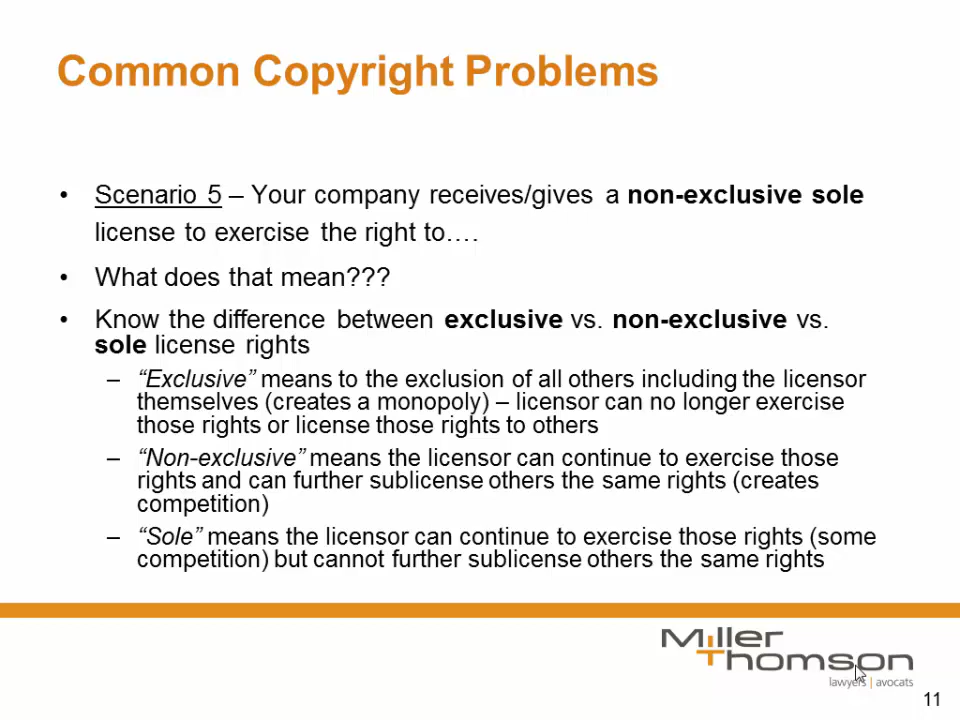 Common Copyright Problems
• Scenario 5 – Your company receives/gives a non-exclusive sole
license to exercise the right to….
• What does that mean???
• Know the difference between exclusive vs. non-exclusive vs.
sole license rights
– “Exclusive” means to the exclusion of all others including the licensor
themselves (creates a monopoly) – licensor can no longer exercise
those rights or license those rights to others
– “Non-exclusive” means the licensor can continue to exercise those
rights and can further sublicense others the same rights (creates
competition)
– “Sole” means the licensor can continue to exercise those rights (some
competition) but cannot further sublicense others the same rights
Miller
Thomson
lawyers | avocats
11